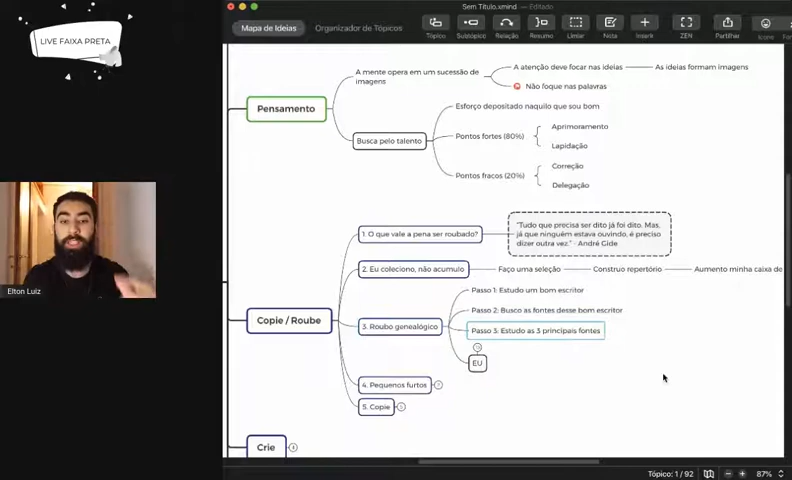 LIVE FAIXA PRETA
Elton Luiz
Sem Título.xmind — Editado
Mapa de Ideias
Organizador de Tópicos
Tópico
Subtópico
Relação
Resumo
Limiar
Nota
Inserir
ZEN
Partilhar
Ícone
Pensamento
A mente opera em um sucessão de
imagens
A atenção deve focar nas ideias
As ideias formam imagens
Não foque nas palavras
Busca pelo talento
Esforço depositado naquilo que sou bom
Pontos fortes (80%)
Aprimoramento
Lapidação
Pontos fracos (20%)
Correção
Delegação
Copie / Roube
1. O que vale a pena ser roubado?
"Tudo que precisa ser dito já foi dito. Mas,
já que ninguém estava ouvindo, é preciso
dizer outra vez." - André Gide
2. Eu coleciono, não acumulo
Faço uma seleção
Construo repertório
Aumento minha caixa de
3. Roubo genealógico
Passo 1: Estudo um bom escritor
Passo 2: Busco as fontes desse bom escritor
Passo 3: Estudo as 3 principais fontes
EU
4. Pequenos furtos
5. Copie
Crie
Tópico: 1 / 92
87%